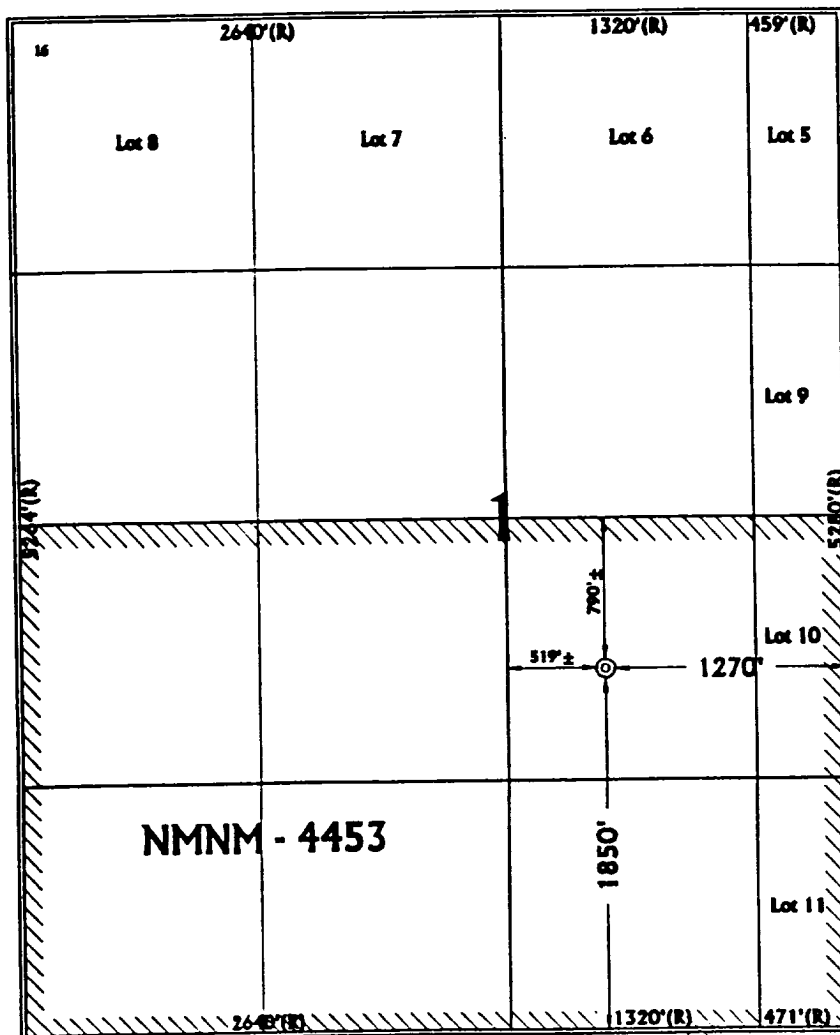 2640'(R)
1320'(R)
459'(R)
16
Lot 8
Lot 7
Lot 6
Lot 5
Lot 9
1
790'±
Lot 10
519'±
1270'
NMNM - 4453
1850'
Lot 11
2640'(R)
1320'(R)
471'(R)